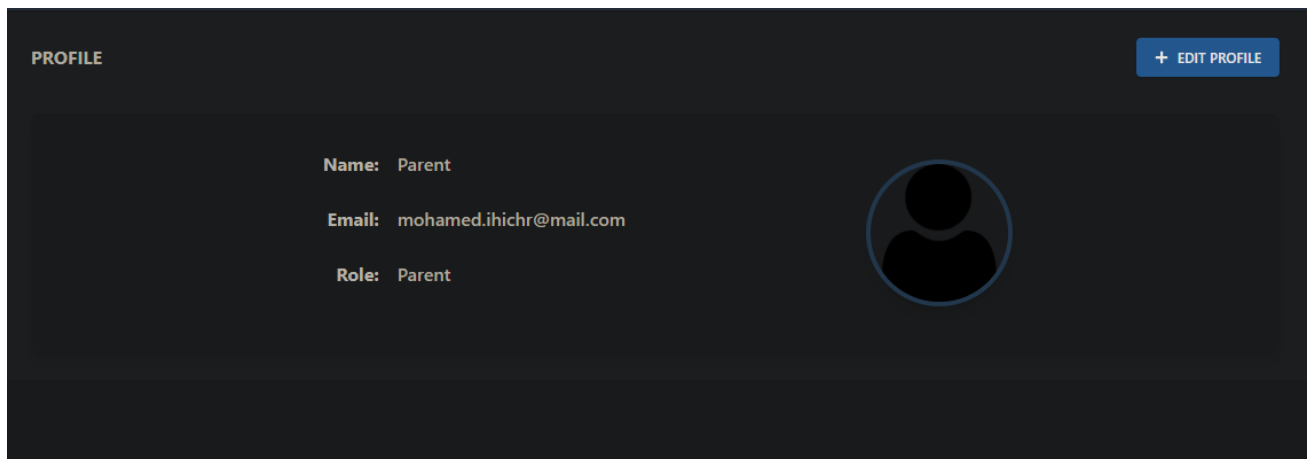 PROFILE
+ EDIT PROFILE
Name: Parent
Email: mohamed.ihichr@mail.com
Role: Parent